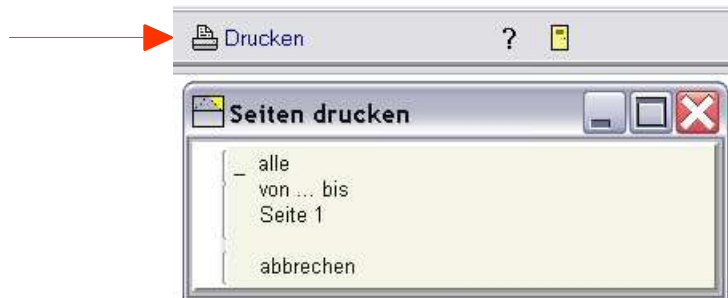 Drucken ?
Seiten drucken
_ alle
von ... bis
Seite 1
abbrechen